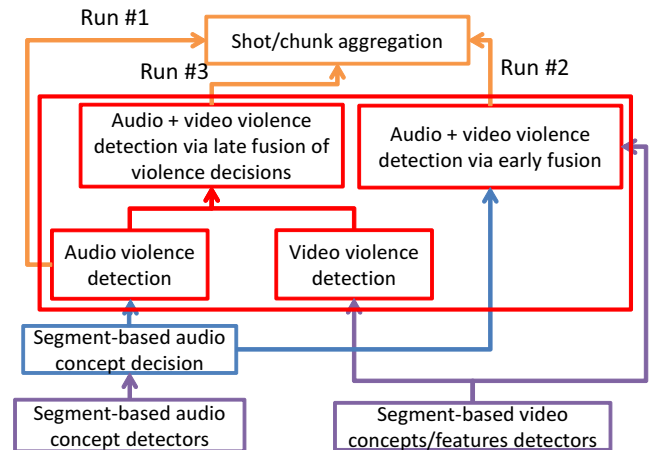 Run #1
Shot/chunk aggregation
Run #3
Run #2
Audio + video violence
detection via late fusion of
violence decisions
Audio + video violence
detection via early fusion
Audio violence
detection
Video violence
detection
Segment-based audio
concept decision
Segment-based audio
concept detectors
Segment-based video
concepts/features detectors